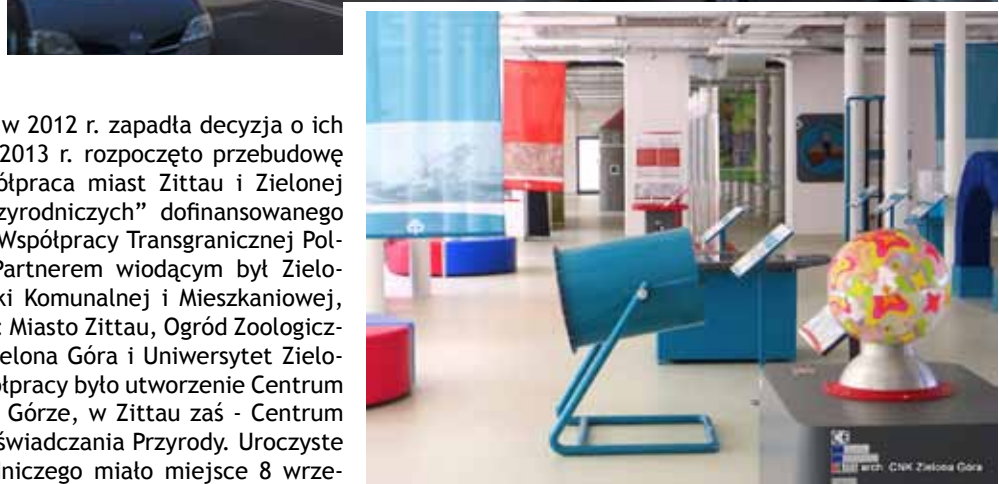 w 2012 r. zapadła decyzja o ich
2013 r. rozpoczęto przebudowę
ółpraca miast Zittau i Zielonej
zyrodniczych” dofinansowanego
Współpracy Transgranicznej Pol-
Partnerem wiodącym był Zielo-
ki Komunalnej i Mieszkaniowej,
: Miasto Zittau, Ogród Zoologicz-
elona Góra i Uniwersytet Zielo-
ółpracy było utworzenie Centrum
Górze, w Zittau zaś - Centrum
świadczania Przyrody. Uroczyste
niczego miało miejsce 8 wrze-
arch. CNK Zielona Góra